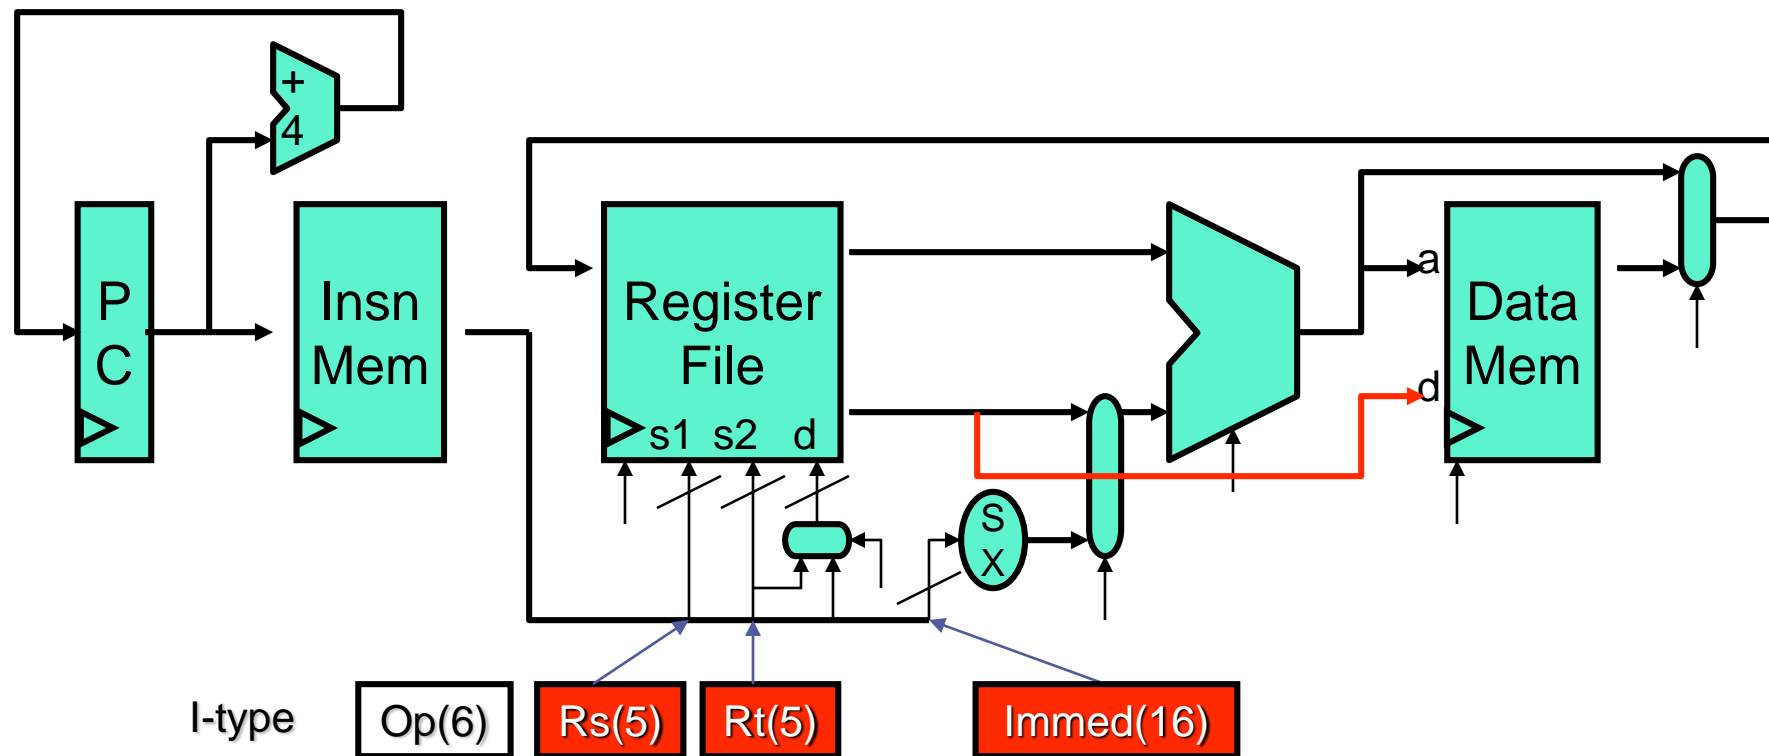 +
4
P
C
Insn
Mem
Register
File
s1 s2 d
a
d
Data
Mem
S
X
I-type Op(6) Rs(5) Rt(5) Immed(16)